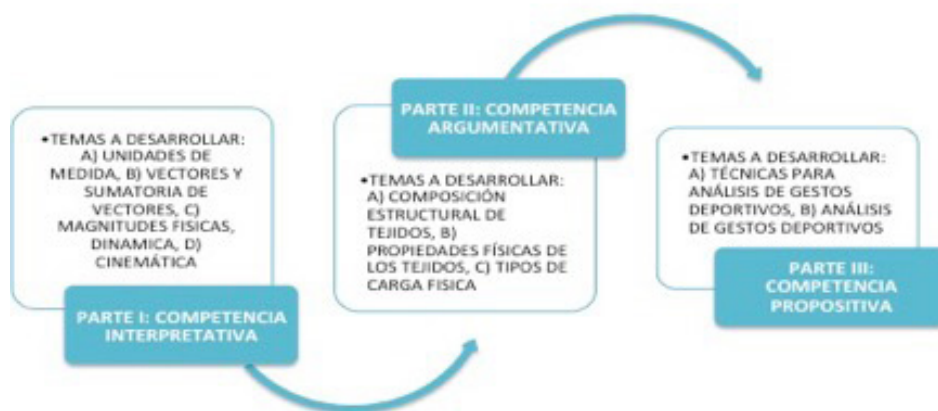 •TEMAS A DESARROLLAR:
A) UNIDADES DE
MEDIDA, B) VECTORES Y
SUMATORIA DE
VECTORES, C)
MAGNITUDES FISICAS,
DINAMICA, D)
CINEMÁTICA
PARTE I: COMPETENCIA
INTERPRETATIVA
PARTE II: COMPETENCIA
ARGUMENTATIVA
•TEMAS A DESARROLLAR:
A) COMPOSICIÓN
ESTRUCTURAL DE
TEJIDOS, B)
PROPIEDADES FÍSICAS DE
LOS TEJIDOS, C) TIPOS DE
CARGA FISICA
•TEMAS A DESARROLLAR:
A) TÉCNICAS PARA
ANÁLISIS DE GESTOS
DEPORTIVOS, B) ANÁLISIS
DE GESTOS DEPORTIVOS
PARTE III:
COMPETENCIA
PROPOSITIVA